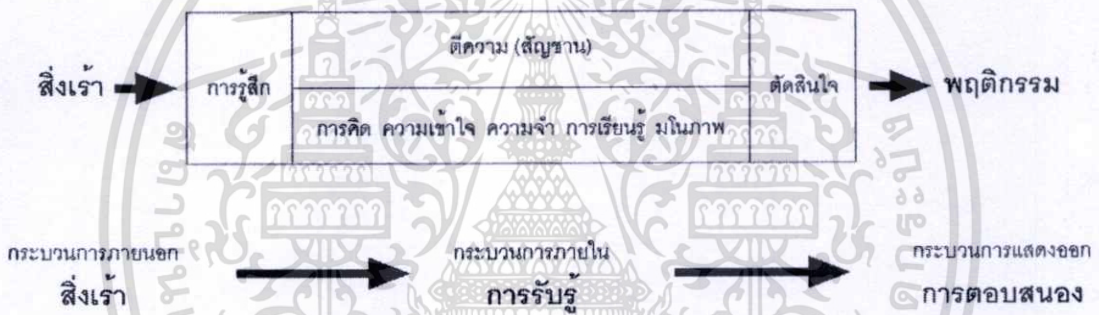 ตีความ (สัญชาน)
สิ่งเร้า การรู้สึก ตัดสินใจ พฤติกรรม
การคิด ความเข้าใจ ความจำ การเรียนรู้ มโนภาพ
กระบวนการภายนอก กระบวนการภายใน กระบวนการแสดงออก
สิ่งเร้า การรับรู้ การตอบสนอง